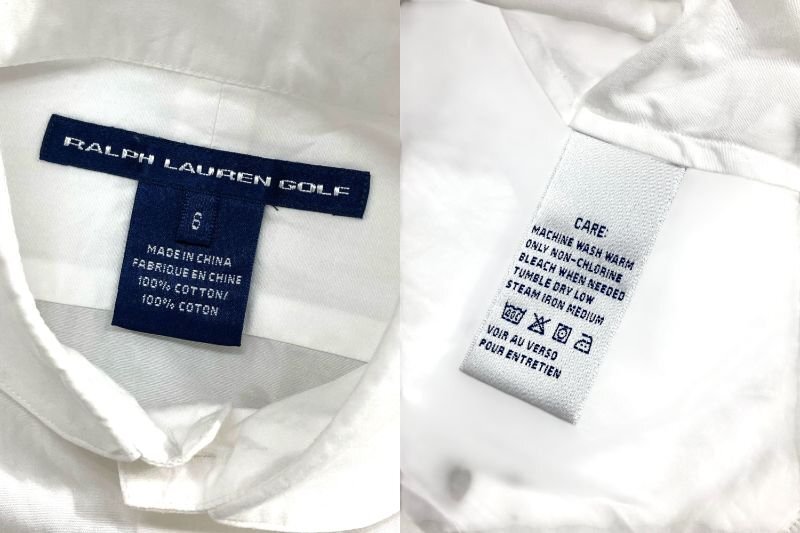 RALPH LAUREN GOLF
6
MADE IN CHINA
FABRIQUE EN CHINE
100% COTTON/
100% COTON
CARE:
MACHINE WASH WARM
ONLY NON-CHLORINE
BLEACH WHEN NEEDED
TUMBLE DRY LOW
STEAM IRON MEDIUM
VOIR AU VERSO
POUR ENTRETIEN